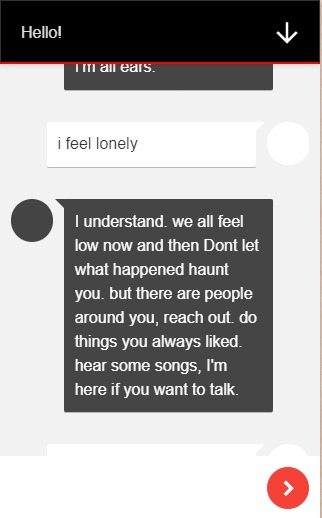 Hello!
I'm all ears.
i feel lonely
I understand. we all feel
low now and then Dont let
what happened haunt
you. but there are people
around you, reach out. do
things you always liked.
hear some songs, I'm
here if you want to talk.